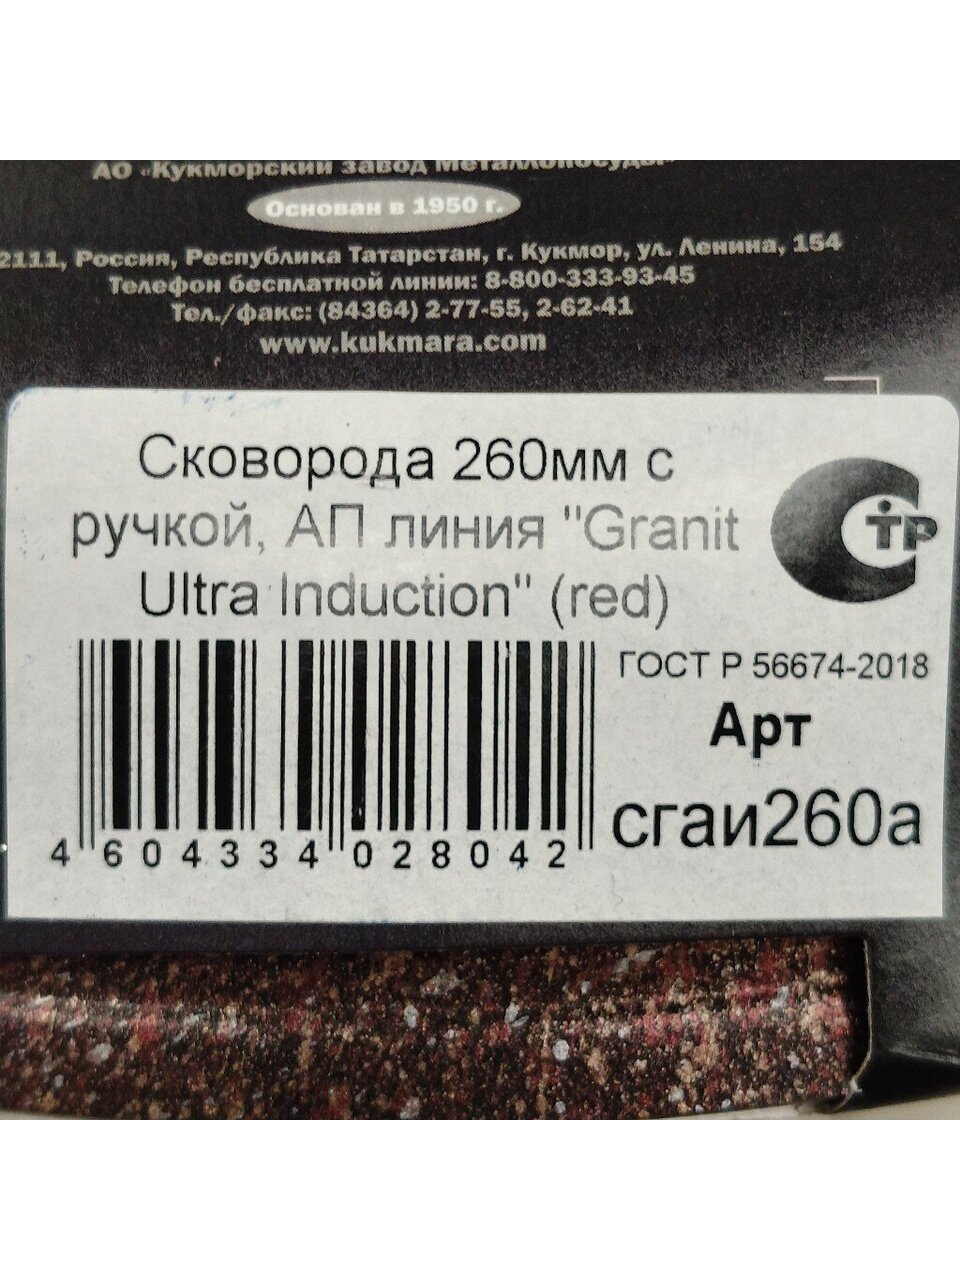 АО «Кукморский завод Металлопосуды»
Основан в 1950 г.
2111, Россия, Республика Татарстан, г. Кукмор, ул. Ленина, 154
Телефон бесплатной линии: 8-800-333-93-45
Тел./факс: (84364) 2-77-55, 2-62-41
www.kukmara.com
Сковорода 260мм с
ручкой, АП линия "Granit
Ultra Induction" (red)
СТР
ГОСТ Р 56674-2018
Арт
сгаи260а
4 604334 028042